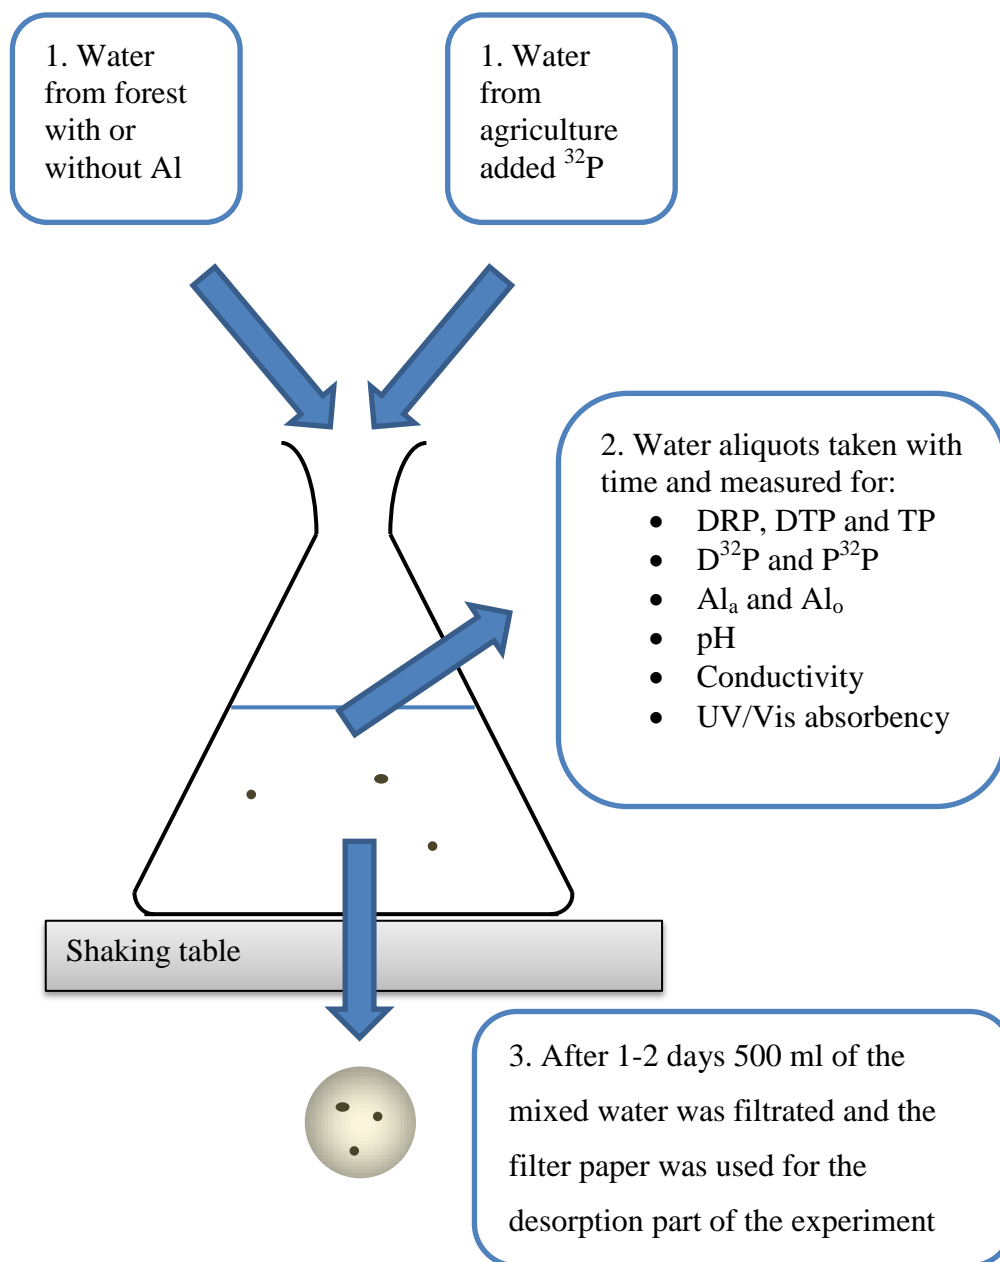 1. Water
from forest
with or
without Al
1. Water
from
agriculture
added ³²P
2. Water aliquots taken with
time and measured for:
• DRP, DTP and TP
• D³²P and P³²P
• Alₐ and Alₒ
• pH
• Conductivity
• UV/Vis absorbency
Shaking table
3. After 1-2 days 500 ml of the
mixed water was filtrated and the
filter paper was used for the
desorption part of the experiment